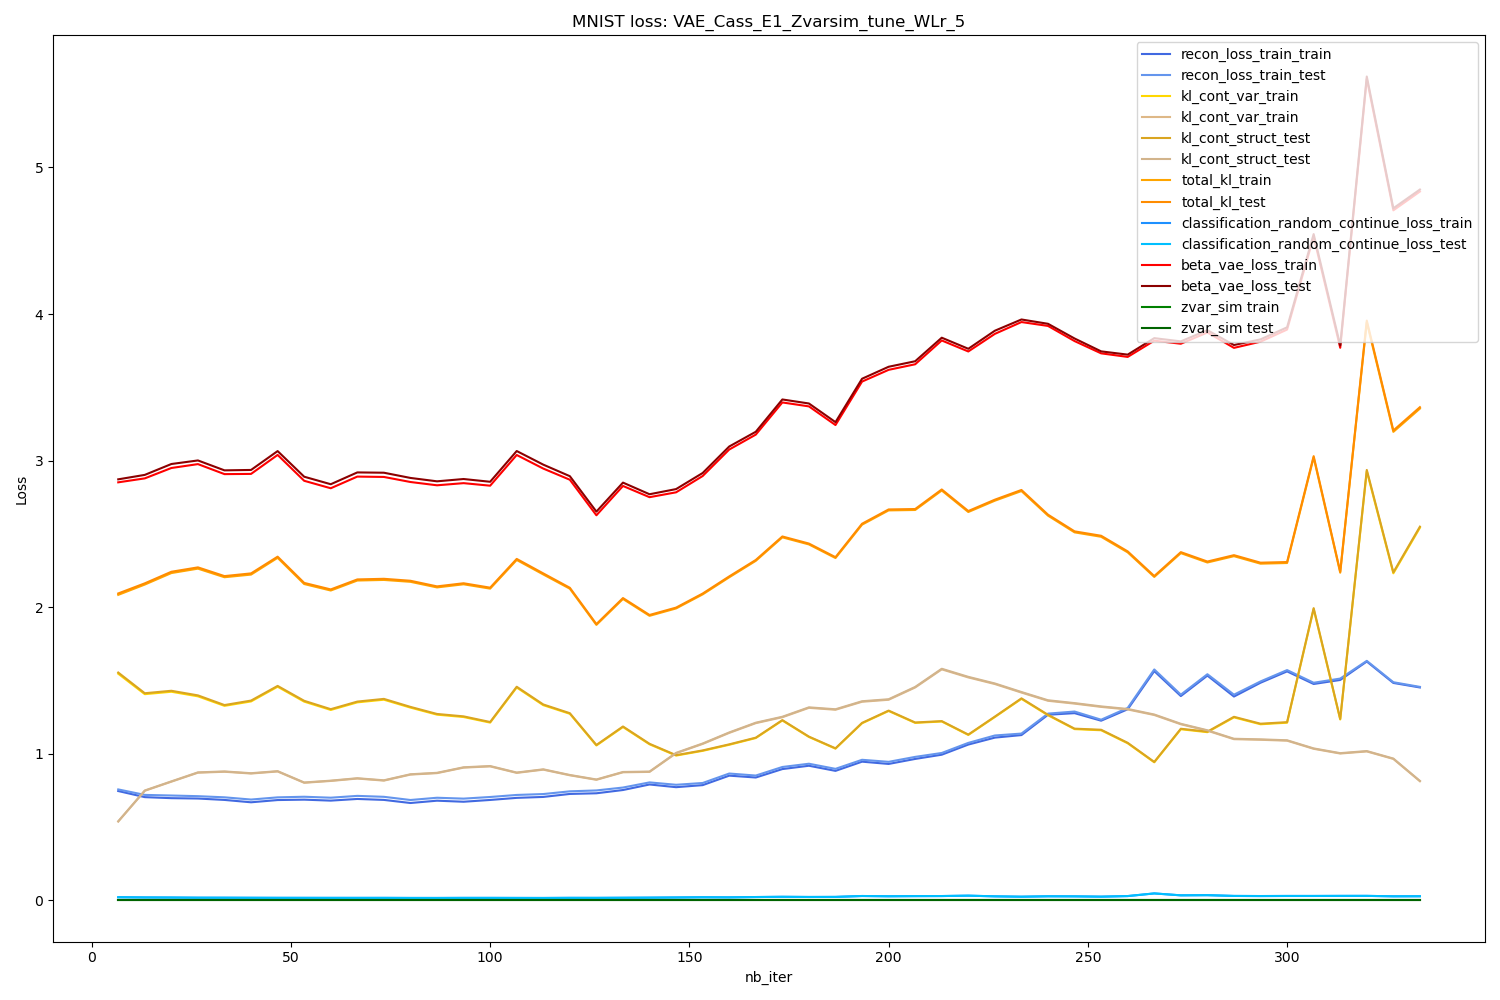 MNIST loss: VAE_Cass_E1_Zvarsim_tune_WLr_5
recon_loss_train_train
recon_loss_train_test
kl_cont_var_train
kl_cont_var_train
kl_cont_struct_test
kl_cont_struct_test
total_kl_train
total_kl_test
classification_random_continue_loss_train
classification_random_continue_loss_test
beta_vae_loss_train
beta_vae_loss_test
zvar_sim train
zvar_sim test
Loss
5
4
3
2
1
0
0 50 100 150 200 250 300
nb_iter